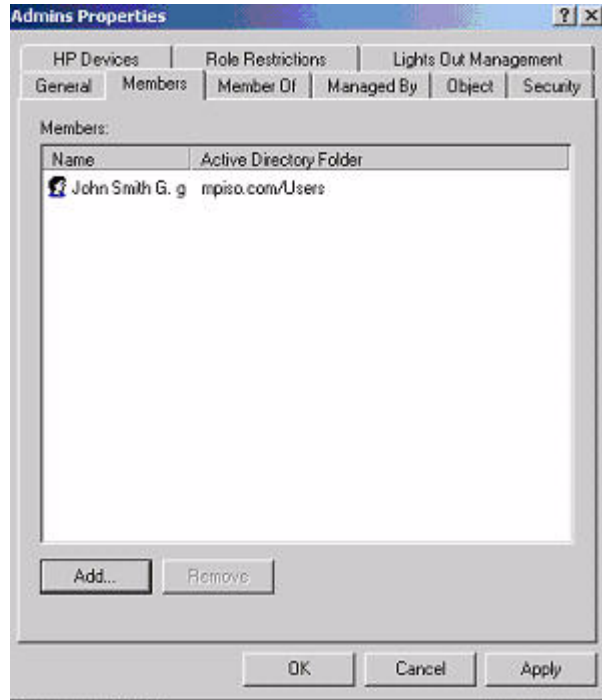 Admins Properties
HP Devices Role Restrictions Lights Out Management
General Members Member Of Managed By Object Security
Members:
Name Active Directory Folder
John Smith G. g mpiso.com/Users
Add... Remove
OK Cancel Apply